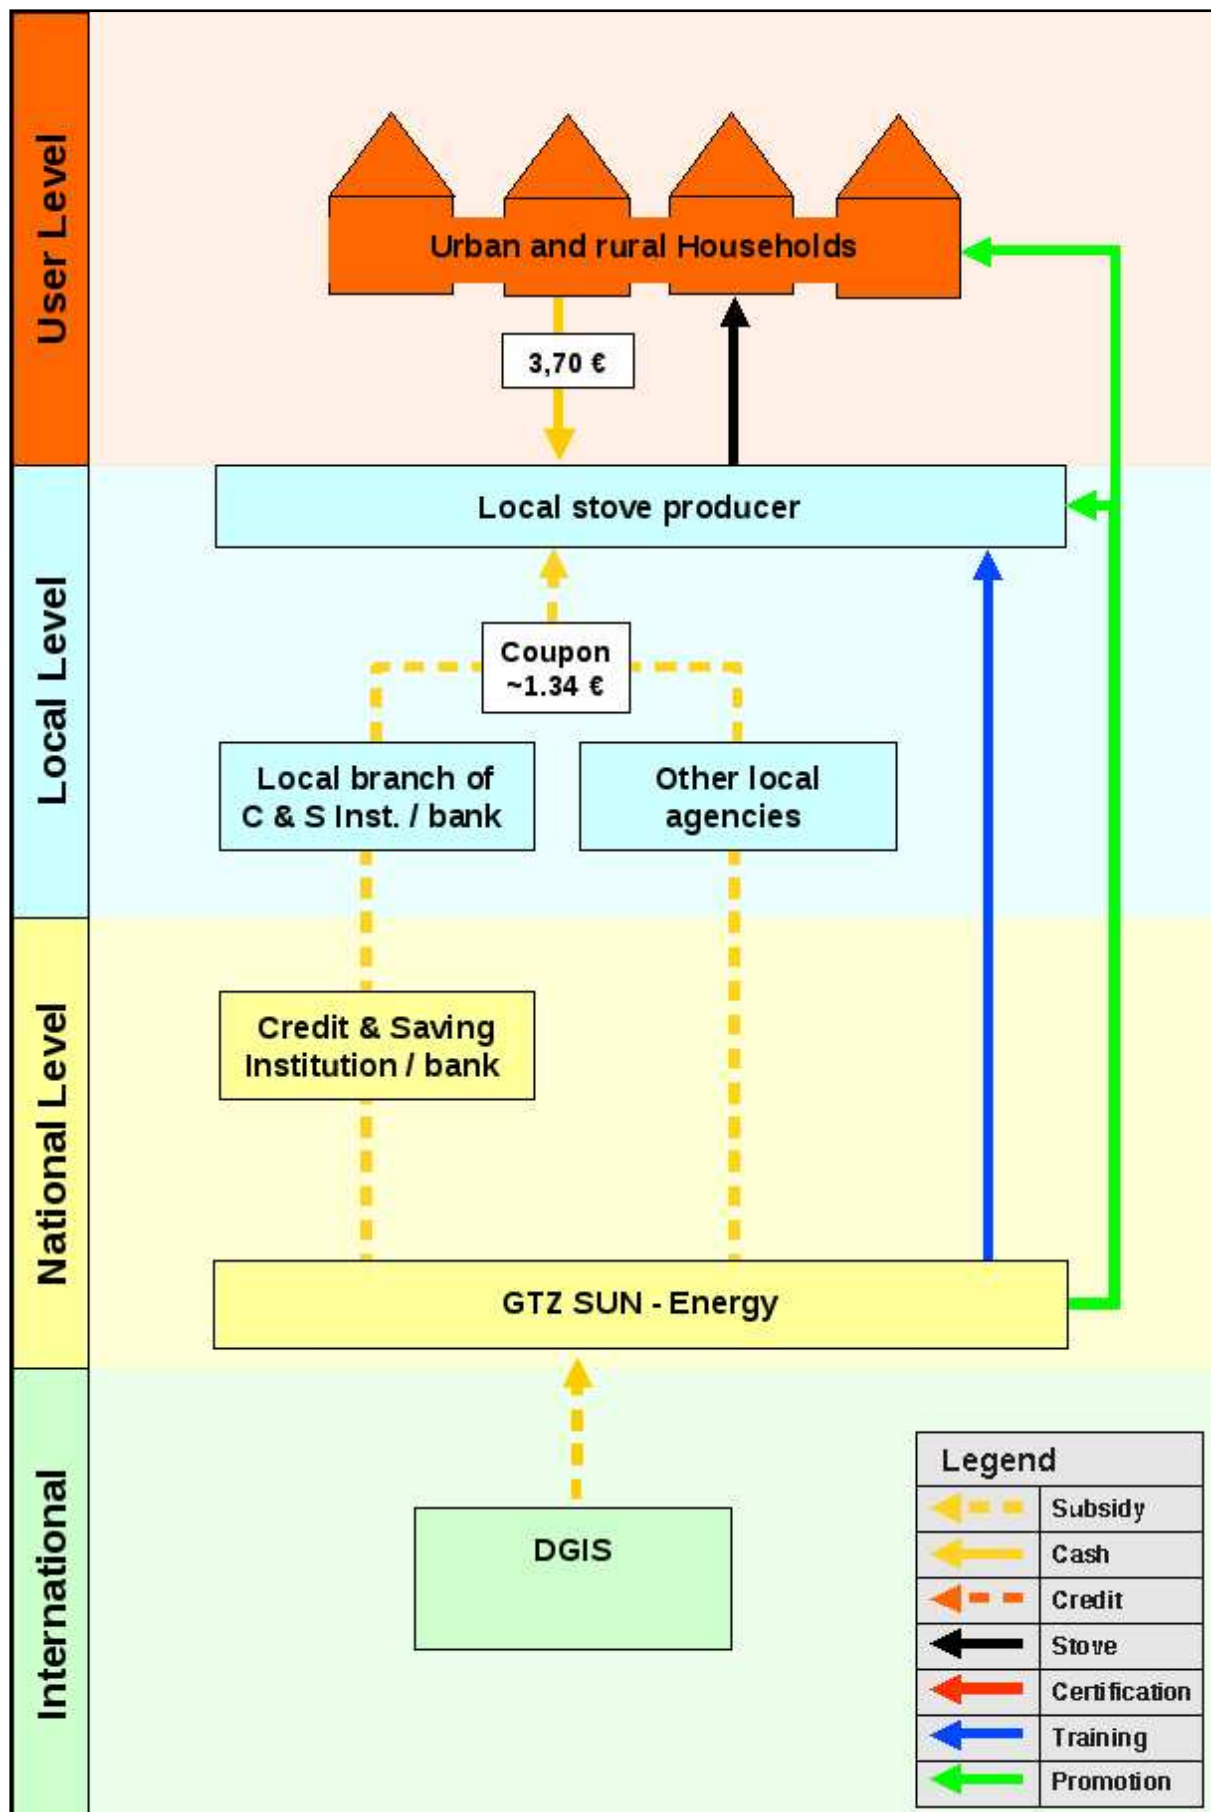 User Level
Urban and rural Households
3,70 €
Local Level
Local stove producer
Coupon
~1.34 €
Local branch of
C & S Inst. / bank
Other local
agencies
National Level
Credit & Saving
Institution / bank
GTZ SUN - Energy
International
DGIS
Legend
Subsidy
Cash
Credit
Stove
Certification
Training
Promotion